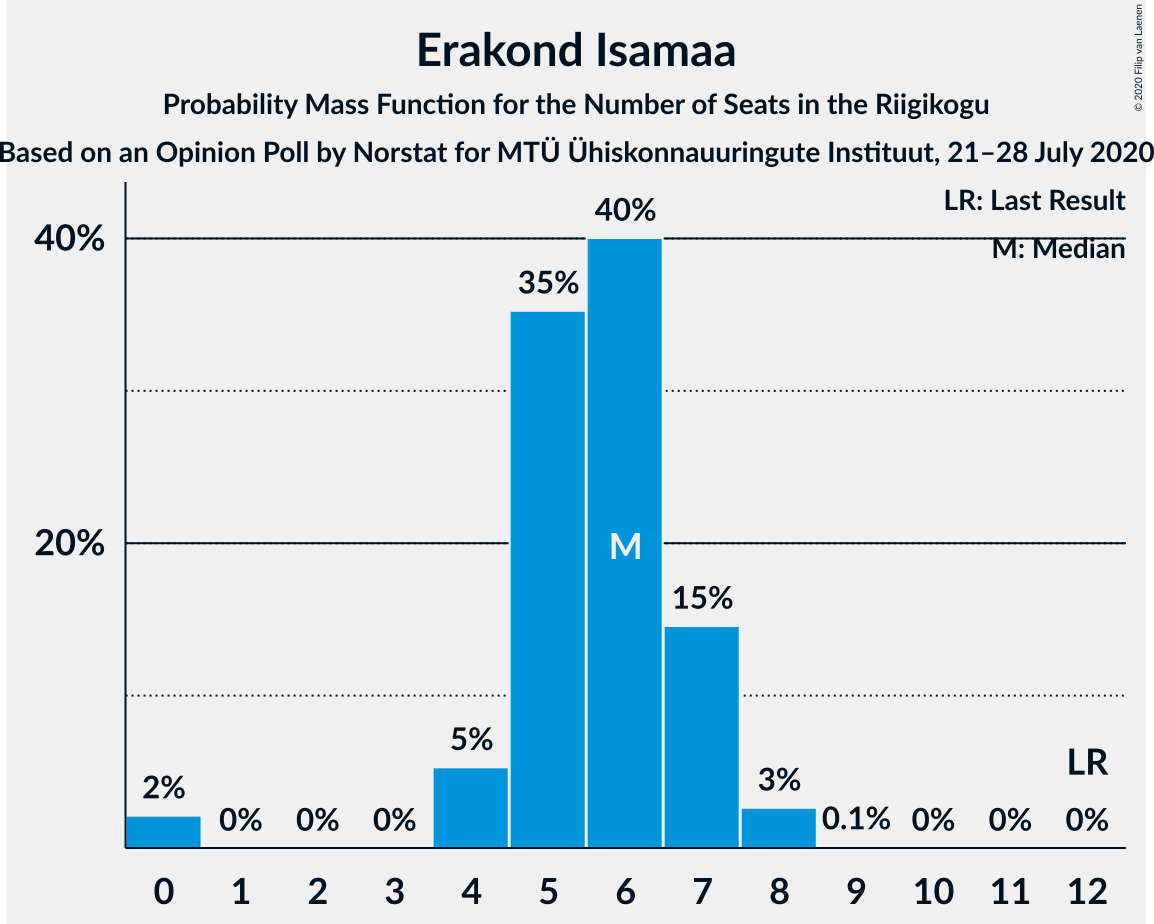 Erakond Isamaa
Probability Mass Function for the Number of Seats in the Riigikogu
Based on an Opinion Poll by Norstat for MTÜ Ühiskonnauuringute Instituut, 21–28 July 2020
© 2020 Filip van Laenen
LR: Last Result
M: Median
40%
20%
2%
0%
0%
0%
5%
35%
40%
M
15%
3%
0.1%
0%
0%
LR
0%
0 1 2 3 4 5 6 7 8 9 10 11 12